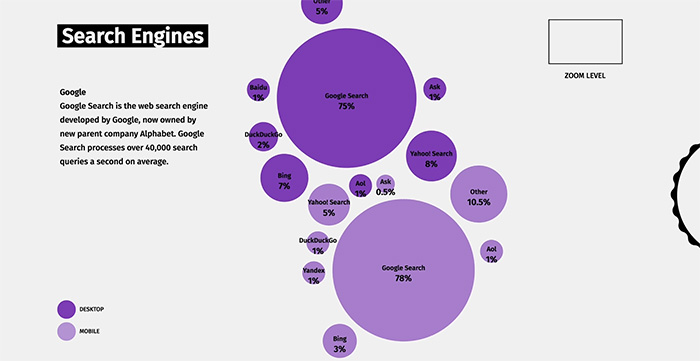 Search Engines
Google
Google Search is the web search engine
developed by Google, now owned by
new parent company Alphabet. Google
Search processes over 40,000 search
queries a second on average.
Other
5%
Google Search
75%
Baidu
1%
Ask
1%
DuckDuckGo
2%
Yahoo! Search
8%
Bing
7%
Aol
1%
Ask
0.5%
Yahoo! Search
5%
Other
10.5%
DuckDuckGo
1%
Aol
1%
Google Search
78%
Yandex
1%
Bing
3%
DESKTOP
MOBILE
ZOOM LEVEL